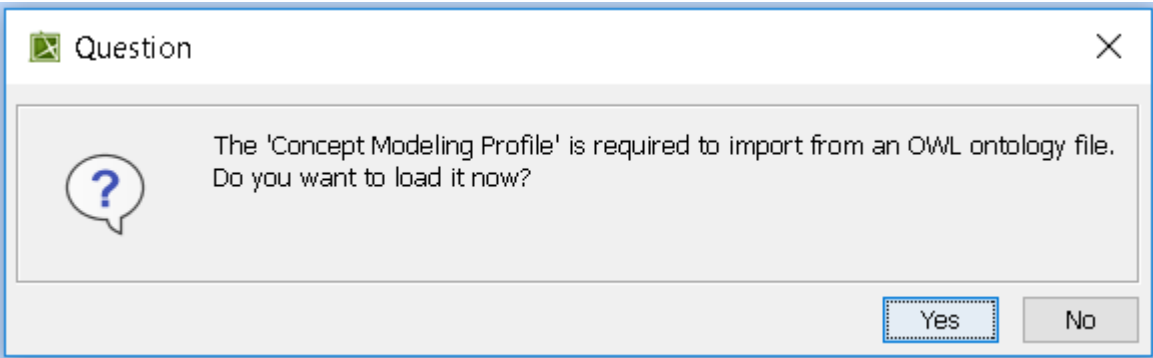 Question
The 'Concept Modeling Profile' is required to import from an OWL ontology file.
Do you want to load it now?
Yes No